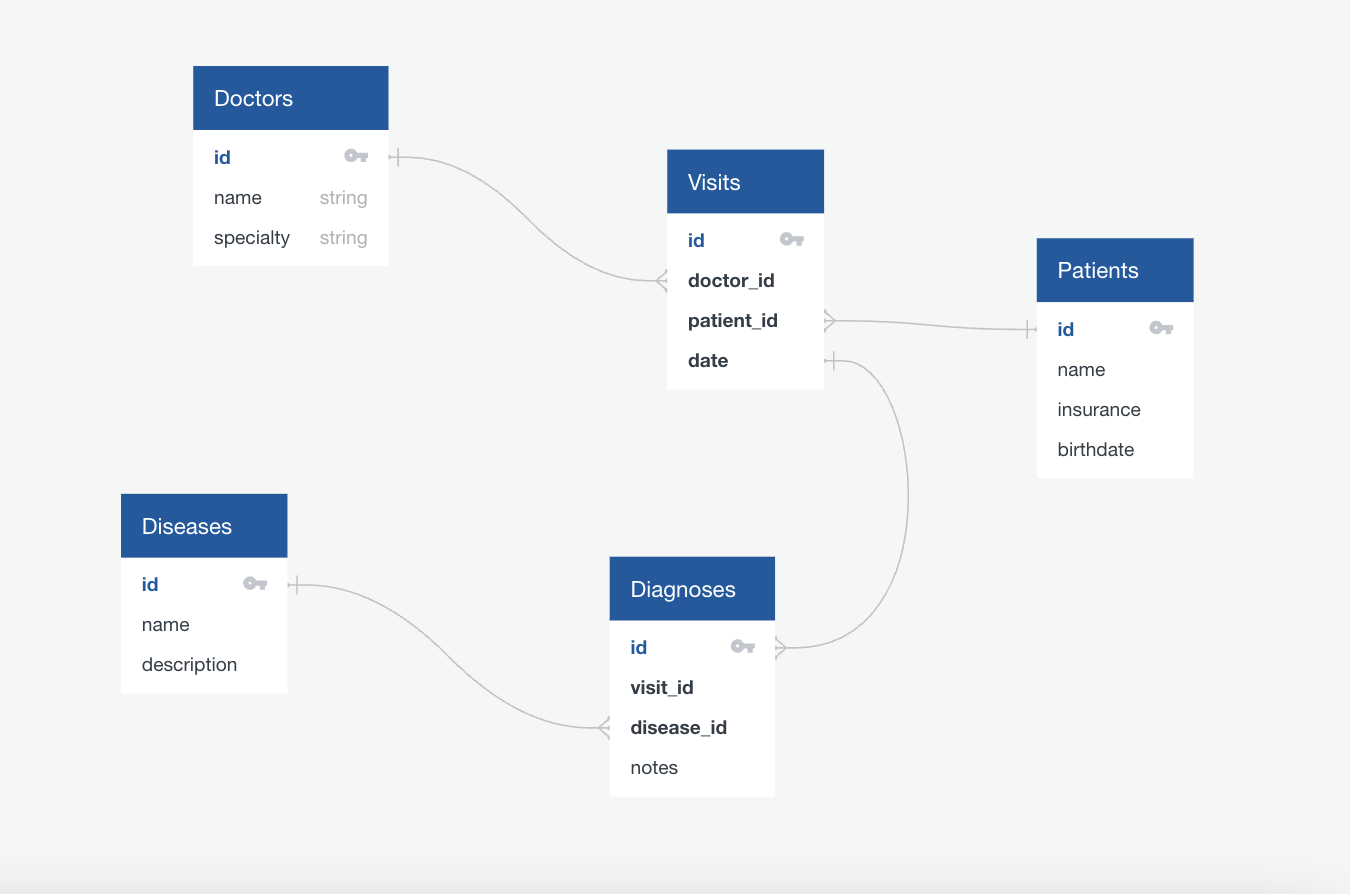 Doctors
id
name string
specialty string
Visits
id
doctor_id
patient_id
date
Patients
id
name
insurance
birthdate
Diseases
id
name
description
Diagnoses
id
visit_id
disease_id
notes